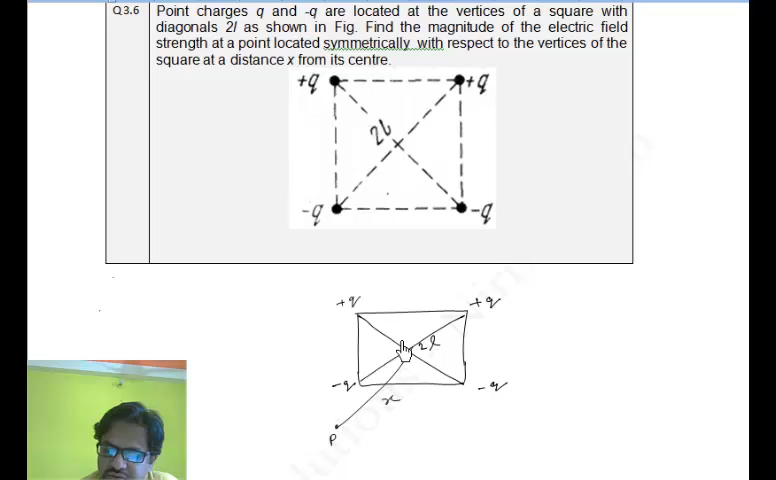 Q3.6
Point charges q and -q are located at the vertices of a square with
diagonals 2l as shown in Fig. Find the magnitude of the electric field
strength at a point located symmetrically with respect to the vertices of the
square at a distance x from its centre.
+q
+q
2l
-q
-q
+q
+q
2l
-q
-q
x
P